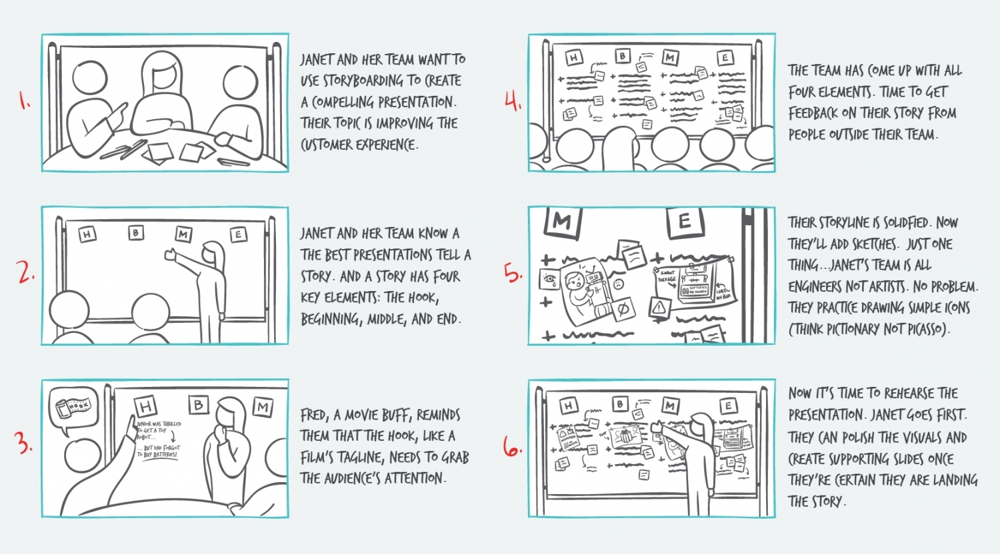 1.
JANET AND HER TEAM WANT TO
USE STORYBOARDING TO CREATE
A COMPELLING PRESENTATION.
THEIR TOPIC IS IMPROVING THE
CUSTOMER EXPERIENCE.
2.
H B M E
JANET AND HER TEAM KNOW A
THE BEST PRESENTATIONS TELL A
STORY. AND A STORY HAS FOUR
KEY ELEMENTS: THE HOOK,
BEGINNING, MIDDLE, AND END.
3.
HOOK
H B M
JUNIOR WAS THRILLED
TO GET A TOY
ROBOT...
... BUT DAD FORGOT
TO BUY BATTERIES!
FRED, A MOVIE BUFF, REMINDS
THEM THAT THE HOOK, LIKE A
FILM'S TAGLINE, NEEDS TO GRAB
THE AUDIENCE'S ATTENTION.
4.
H B M E
THE TEAM HAS COME UP WITH ALL
FOUR ELEMENTS. TIME TO GET
FEEDBACK ON THEIR STORY FROM
PEOPLE OUTSIDE THEIR TEAM.
5.
M E
ROBOT
PACKAGE
BATTERIES
LABEL
ON BOX
THEIR STORYLINE IS SOLIDFIED. NOW
THEY'LL ADD SKETCHES. JUST ONE
THING...JANET'S TEAM IS ALL
ENGINEERS NOT ARTISTS. NO PROBLEM.
THEY PRACTICE DRAWING SIMPLE ICONS
(THINK PICTIONARY NOT PICASSO).
6.
H B M E
NOW IT'S TIME TO REHEARSE THE
PRESENTATION. JANET GOES FIRST.
THEY CAN POLISH THE VISUALS AND
CREATE SUPPORTING SLIDES ONCE
THEY'RE CERTAIN THEY ARE LANDING
THE STORY.